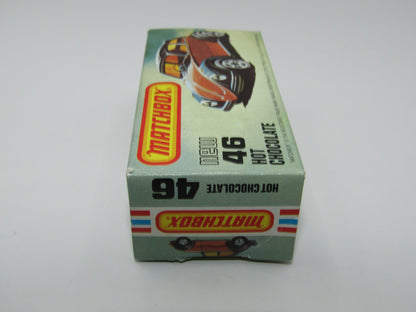 MATCHBOX
new
46
HOT
CHOCOLATE
46 HOT CHOCOLATE
MATCHBOX